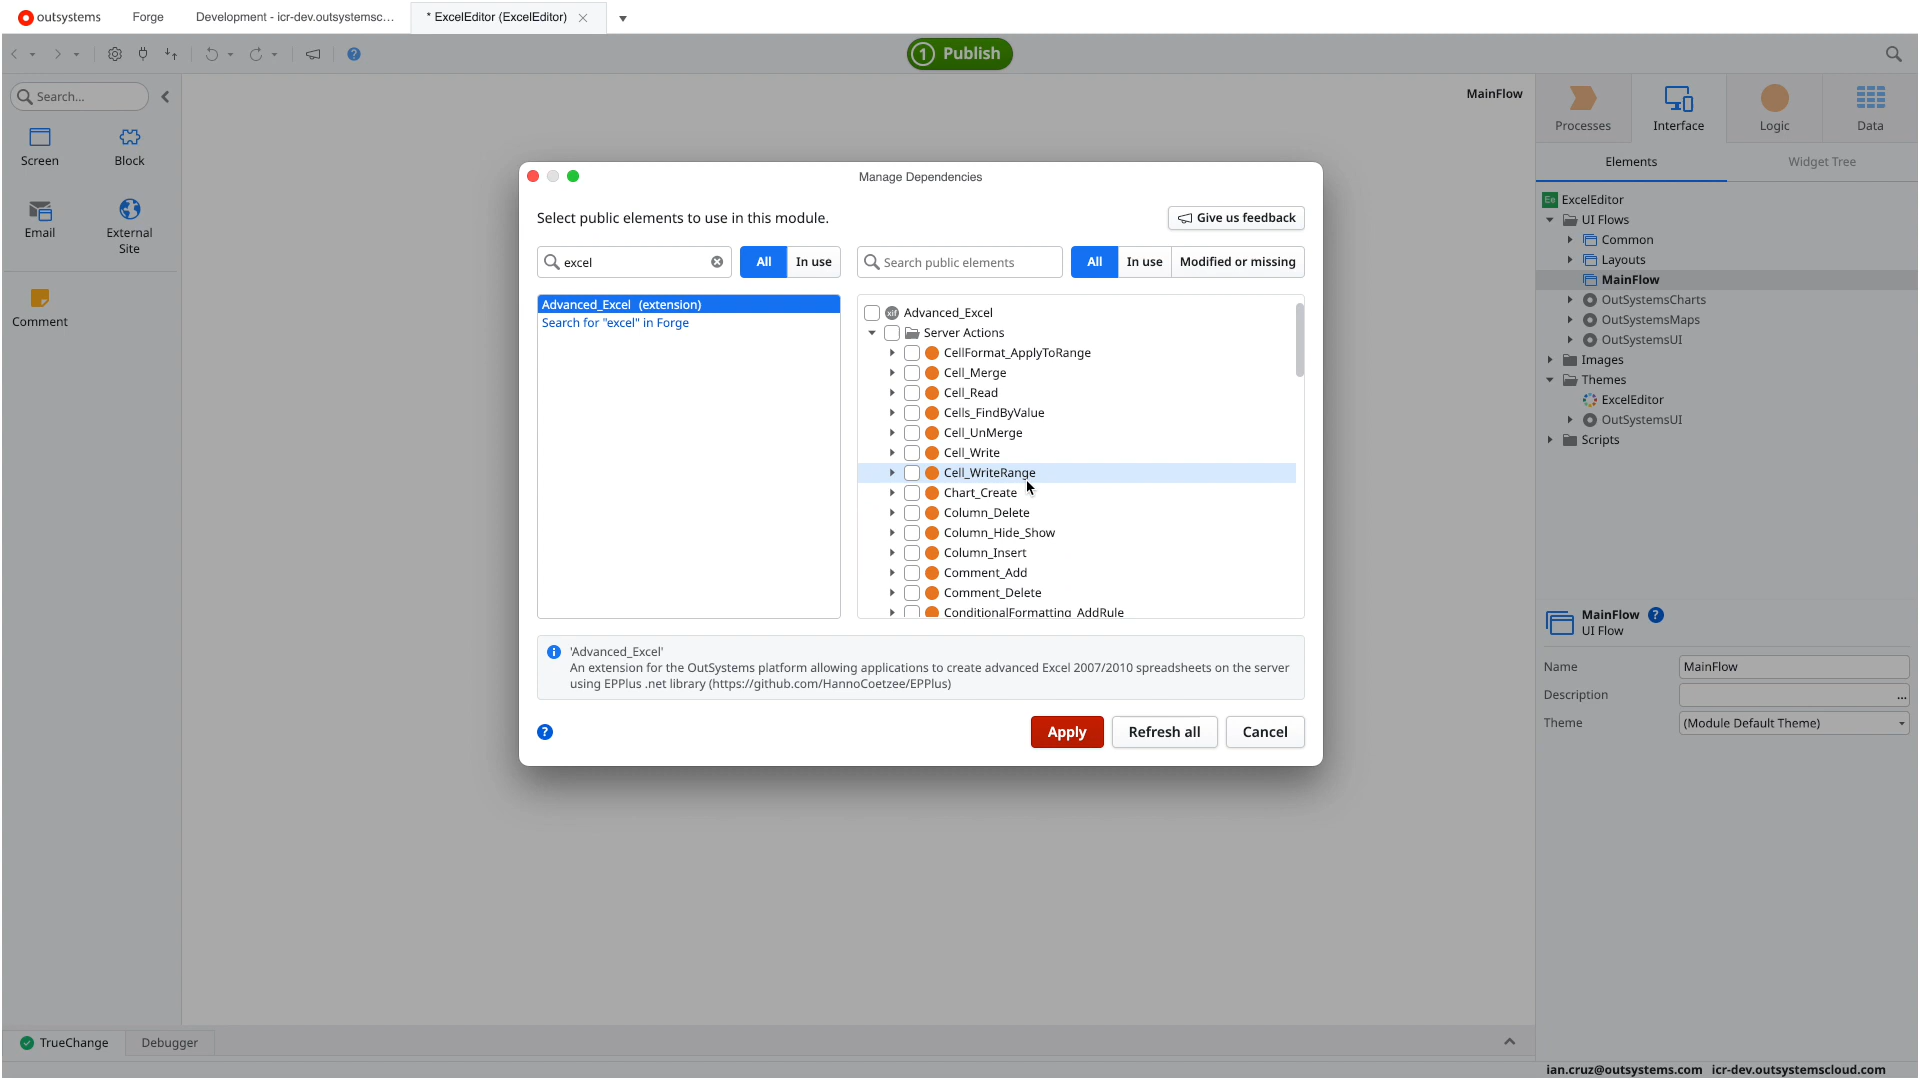 outsystems
Forge
Development - icr-dev.outsystemsc...
* ExcelEditor (ExcelEditor)
1 Publish
Search...
Screen
Block
Email
External
Site
Comment
MainFlow
Manage Dependencies
Select public elements to use in this module.
Give us feedback
excel
All
In use
Search public elements
All
In use
Modified or missing
Advanced_Excel (extension)
Search for "excel" in Forge
xif Advanced_Excel
Server Actions
CellFormat_ApplyToRange
Cell_Merge
Cell_Read
Cells_FindByValue
Cell_UnMerge
Cell_Write
Cell_WriteRange
Chart_Create
Column_Delete
Column_Hide_Show
Column_Insert
Comment_Add
Comment_Delete
ConditionalFormatting_AddRule
'Advanced_Excel'
An extension for the OutSystems platform allowing applications to create advanced Excel 2007/2010 spreadsheets on the server
using EPPlus .net library (https://github.com/HannoCoetzee/EPPlus)
?
Apply
Refresh all
Cancel
Processes
Interface
Logic
Data
Elements
Widget Tree
Ee ExcelEditor
UI Flows
Common
Layouts
MainFlow
OutSystemsCharts
OutSystemsMaps
OutSystemsUI
Images
Themes
ExcelEditor
OutSystemsUI
Scripts
MainFlow ?
UI Flow
Name
MainFlow
Description
...
Theme
(Module Default Theme)
TrueChange
Debugger
ian.cruz@outsystems.com icr-dev.outsystemscloud.com